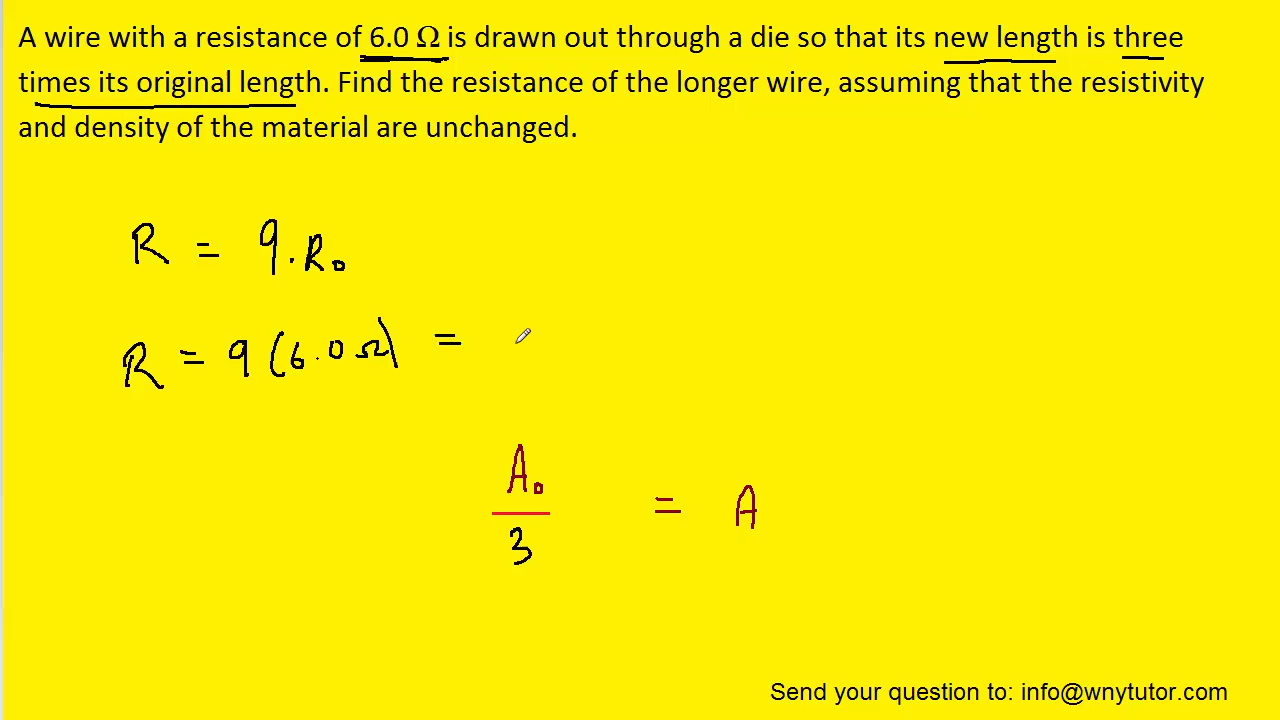 A wire with a resistance of 6.0 Ω is drawn out through a die so that its new length is three
times its original length. Find the resistance of the longer wire, assuming that the resistivity
and density of the material are unchanged.
R = 9 . R₀
R = 9 (6.0 Ω) =
A₀
3
= A
Send your question to: info@wnytutor.com